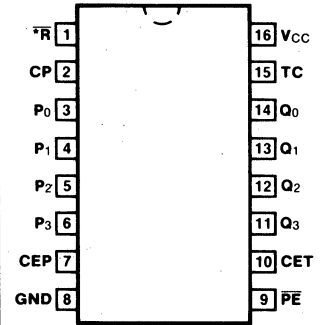 *R 1 16 VCC
CP 2 15 TC
P0 3 14 Q0
P1 4 13 Q1
P2 5 12 Q2
P3 6 11 Q3
CEP 7 10 CET
GND 8 9 PE